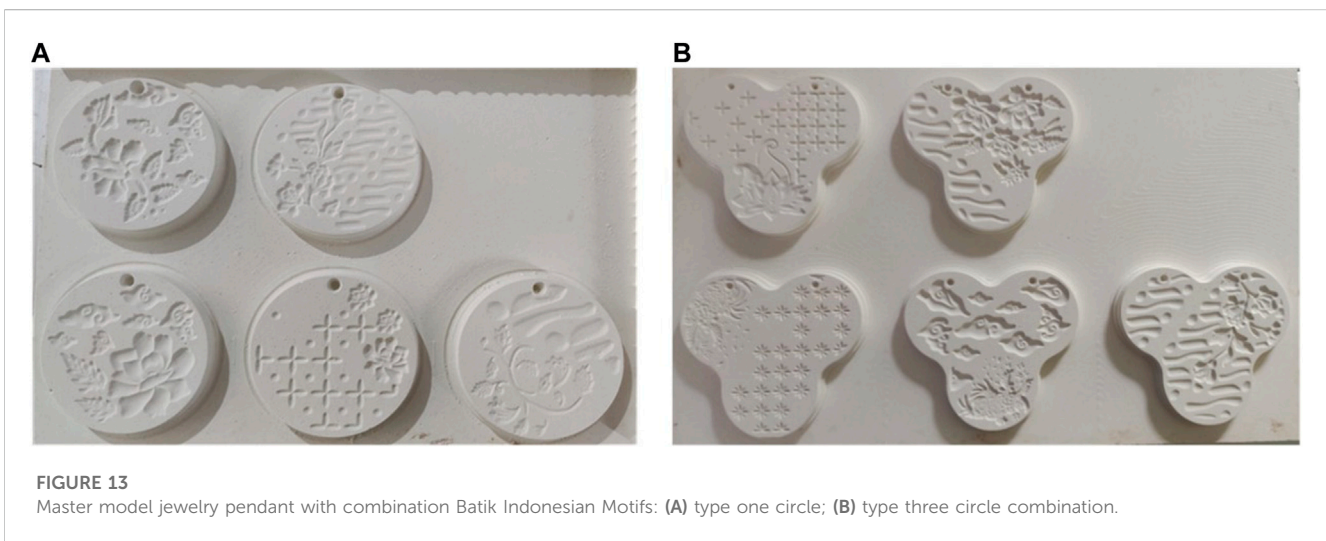 A
B
FIGURE 13
Master model jewelry pendant with combination Batik Indonesian Motifs: (A) type one circle; (B) type three circle combination.